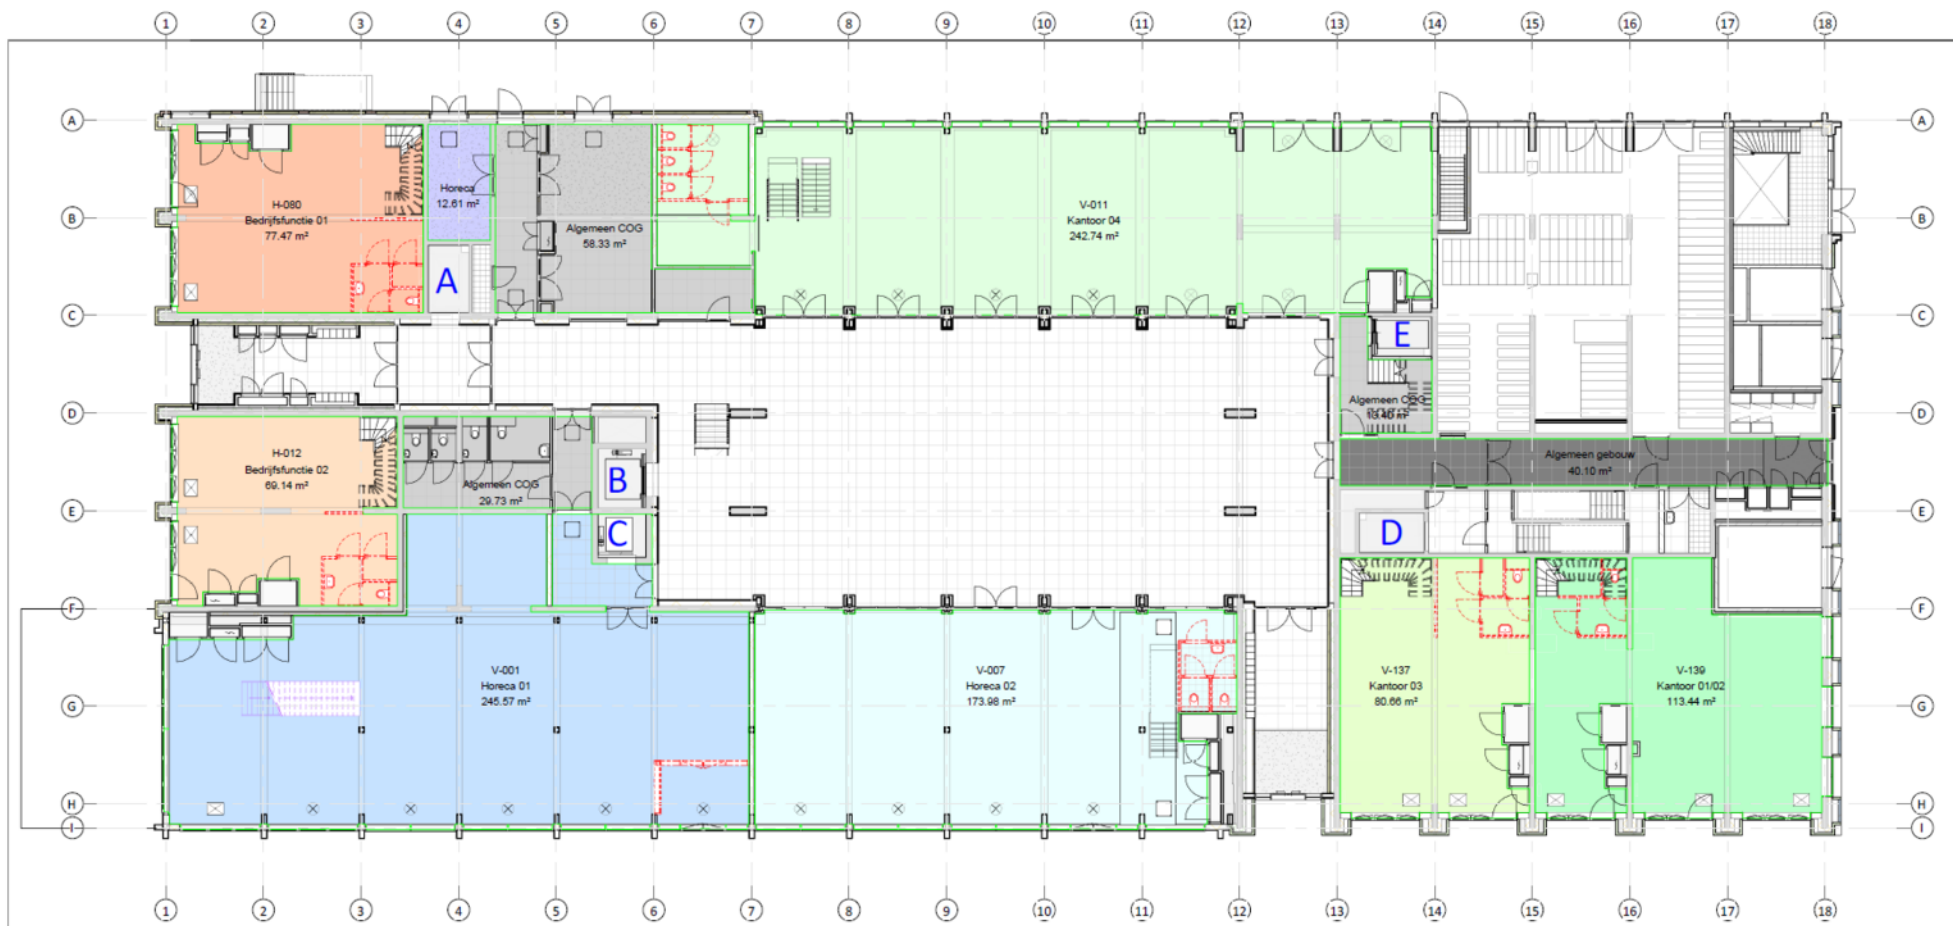 1 2 3 4 5 6 7 8 9 (10) (11) (12) (13) (14) (15) (16) 17 (18)
A A
H-080
Bedrijfsfunctie 01
77.47 m²
Horeca
12.61 m²
Algemeen COG
58.33 m²
V-011
Kantoor 04
242.74 m²
B B
A
C C
E
D D
Algemeen COG
H-012
Bedrijfsfunctie 02
69.14 m²
Algemeen COG
29.73 m²
B
Algemeen gebouw
40.10 m²
E E
C
D
F F
V-001
Horeca 01
V-007
Horeca 02
173.98 m²
V-137
Kantoor 03
80.66 m²
V-139
Kantoor 01/02
113.44 m²
G G
H H
I I
1 2 3 4 5 6 7 8 9 (10) (11) (12) (13) (14) (15) (16) 17 (18)